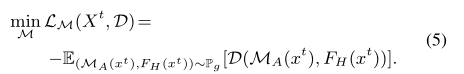 min_ℳ ℒ_ℳ(X^t, 𝒟)=
−𝔼_{(ℳ_A(x^t),F_H(x^t))∼ℙ_g}[𝒟(ℳ_A(x^t), F_H(x^t))].
(5)